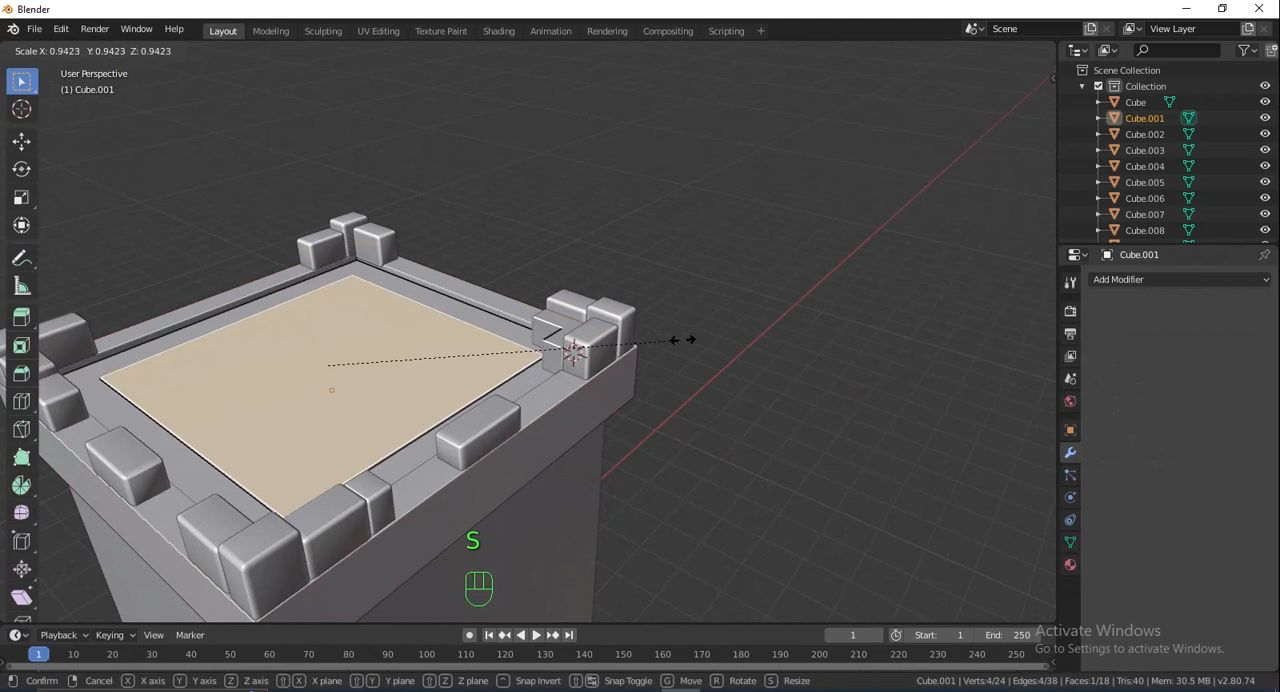 Blender
File Edit Render Window Help
Layout Modeling Sculpting UV Editing Texture Paint Shading Animation Rendering Compositing Scripting +
Scene
View Layer
Scale X: 0.9423 Y: 0.9423 Z: 0.9423
User Perspective
(1) Cube.001
Scene Collection
Collection
Cube
Cube.001
Cube.002
Cube.003
Cube.004
Cube.005
Cube.006
Cube.007
Cube.008
Cube.001
Add Modifier
S
Playback Keying View Marker
1
Start: 1
End: 250
1 10 20 30 40 50 60 70 80 90 100 110 120 130 140 150 160 170 180 190 200 210 220 230 240 250
Activate Windows
Go to Settings to activate Windows.
Confirm Cancel X X axis Y Y axis Z Z axis X X plane Y Y plane Z Z plane Snap Invert Snap Toggle G Move R Rotate S Resize
Cube.001 | Verts:4/24 | Edges:4/38 | Faces:1/18 | Tris:40 | Mem: 30.5 MB | v2.80.74